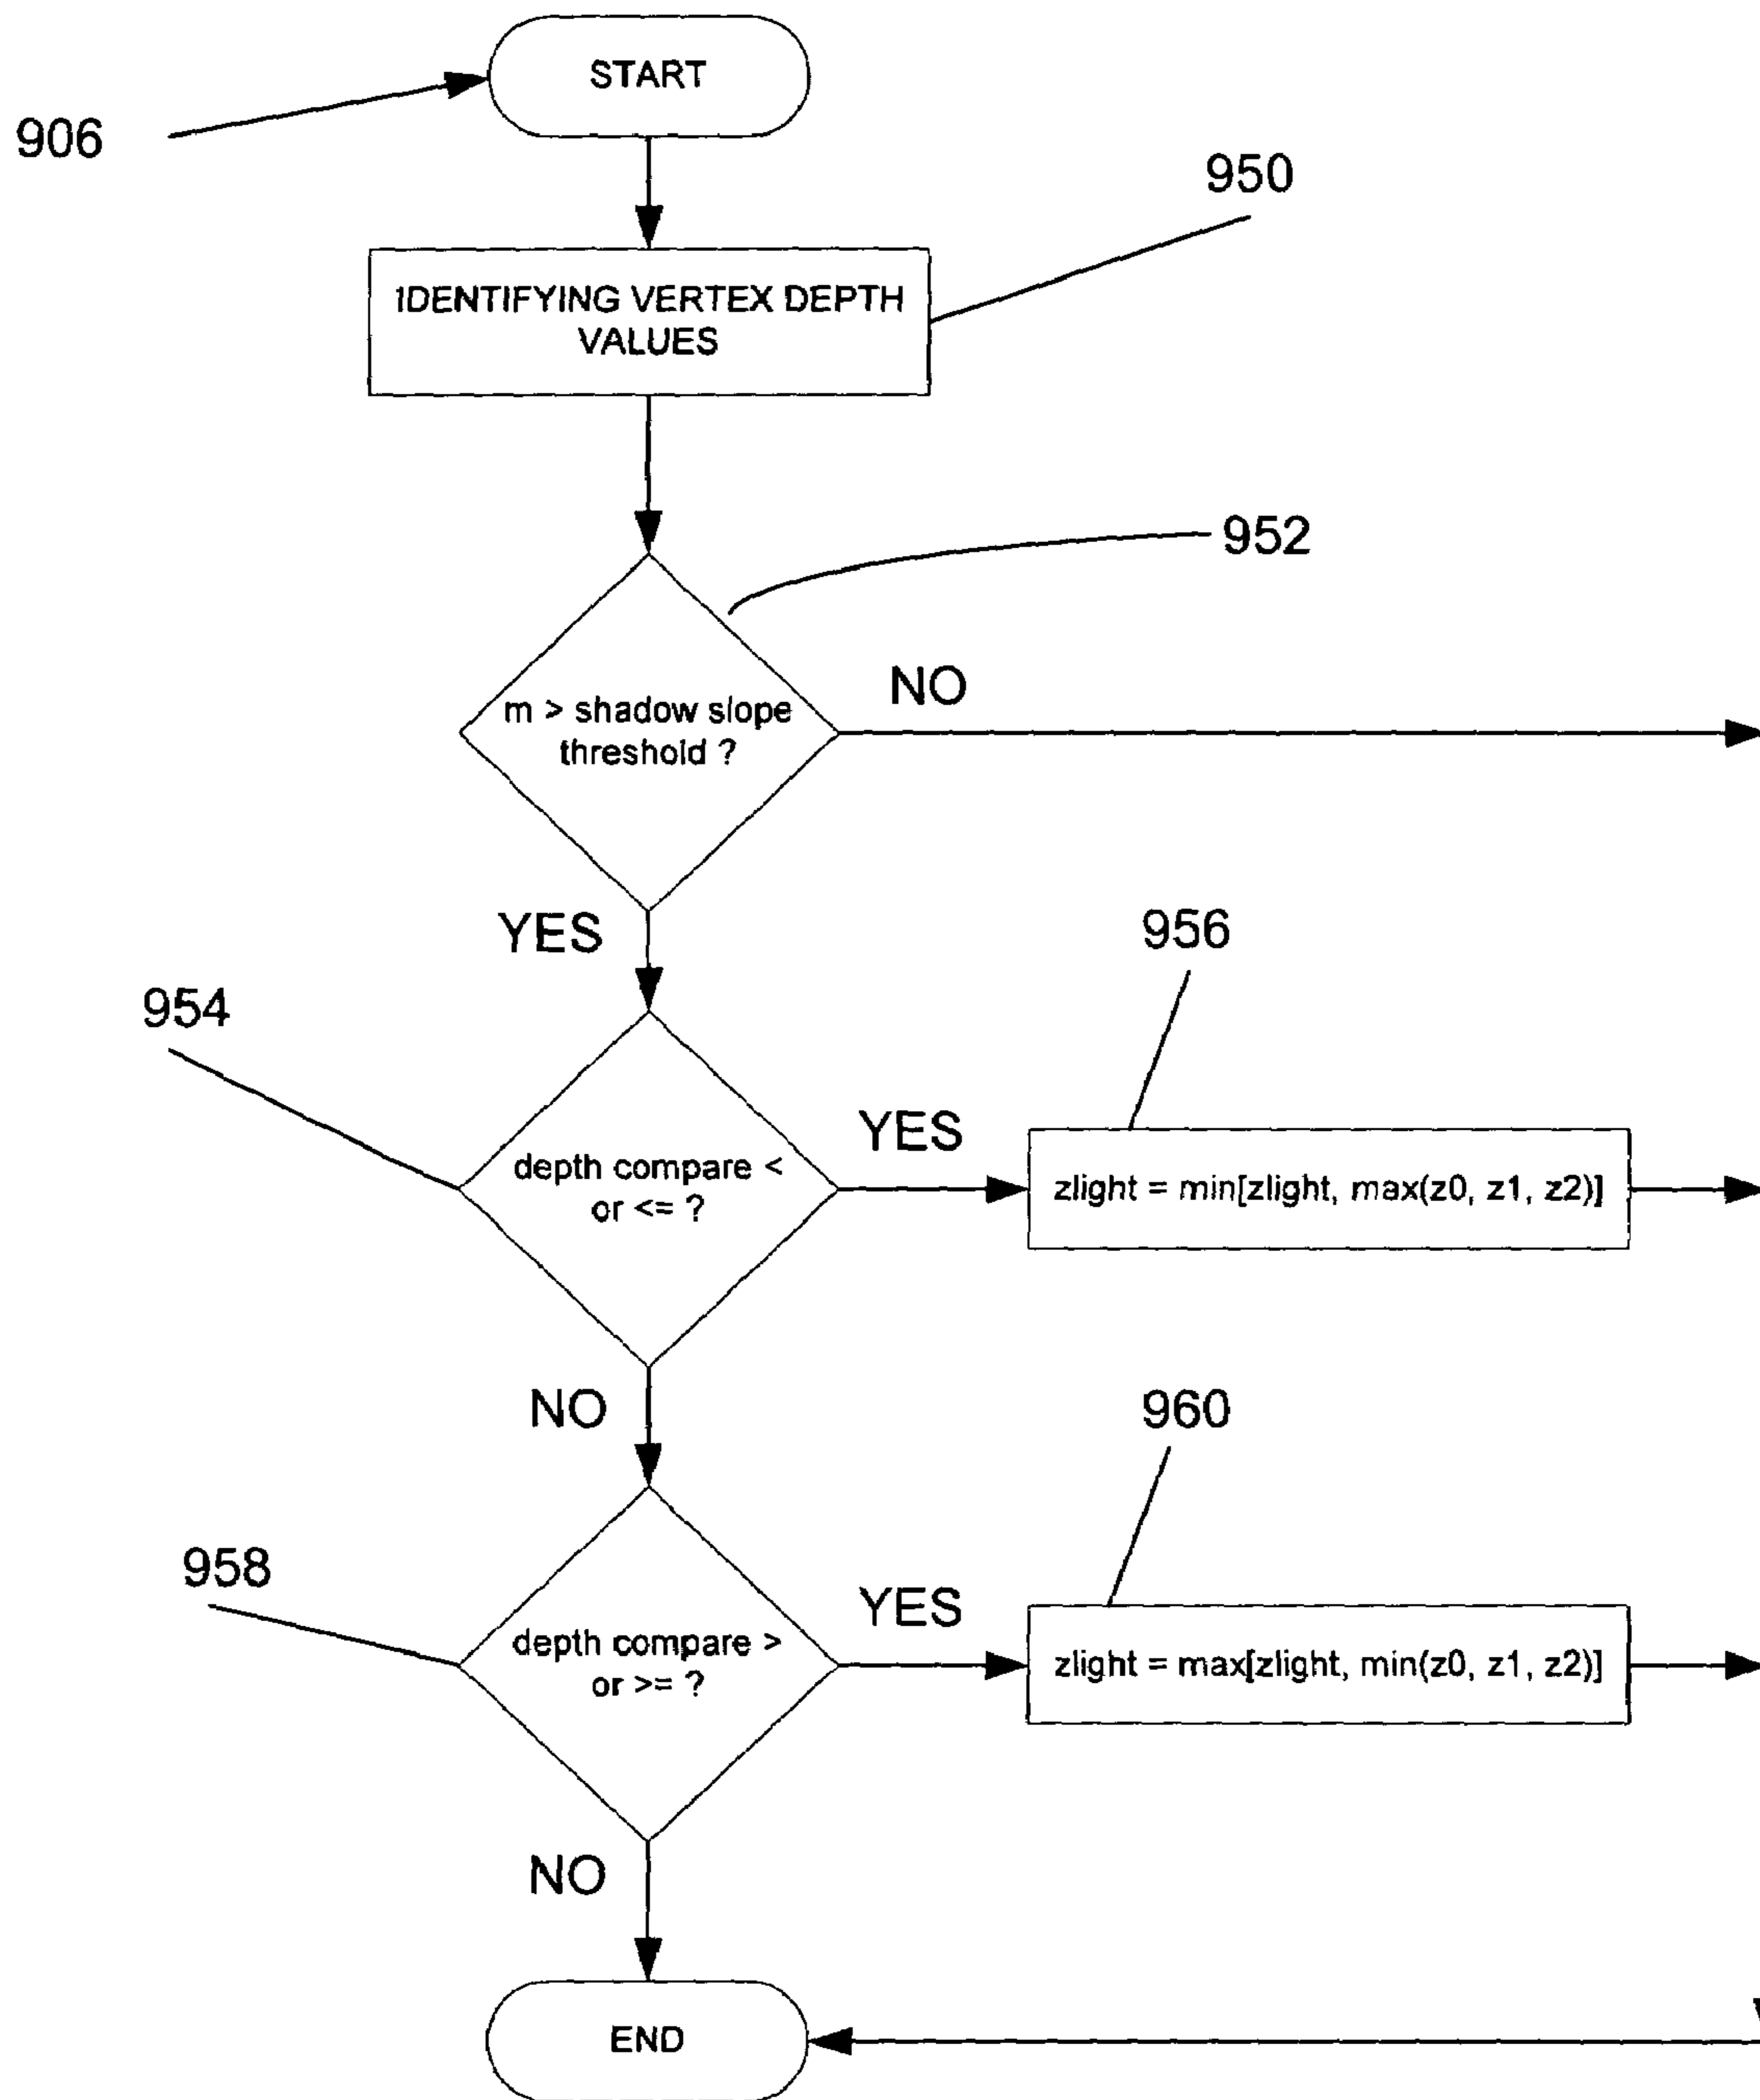 START
906
950
IDENTIFYING VERTEX DEPTH
VALUES
952
NO
m > shadow slope
threshold ?
YES
956
954
YES
depth compare <
or <= ?
zlight = min[zlight, max(z0, z1, z2)]
NO
960
958
YES
depth compare >
or >= ?
zlight = max[zlight, min(z0, z1, z2)]
NO
END